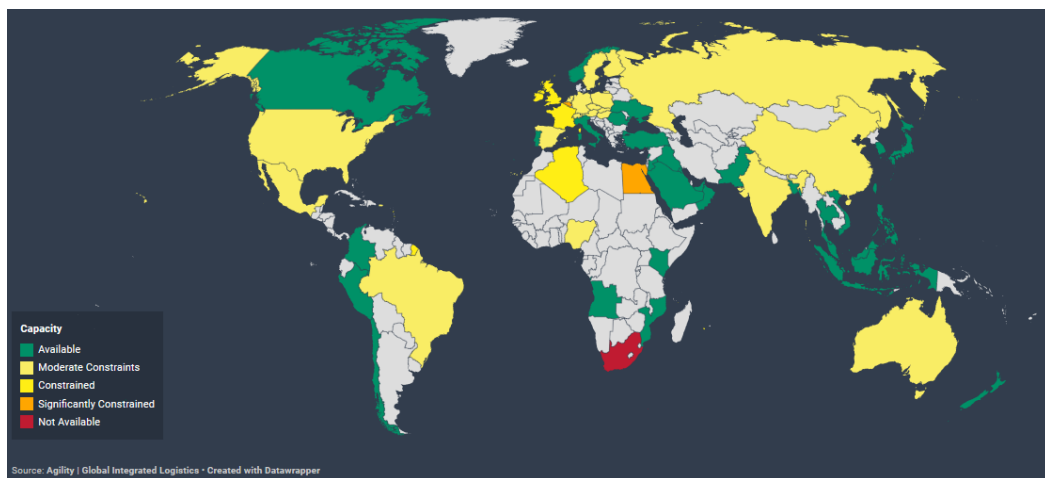 Capacity
Available
Moderate Constraints
Constrained
Significantly Constrained
Not Available
Source: Agility | Global Integrated Logistics • Created with Datawrapper